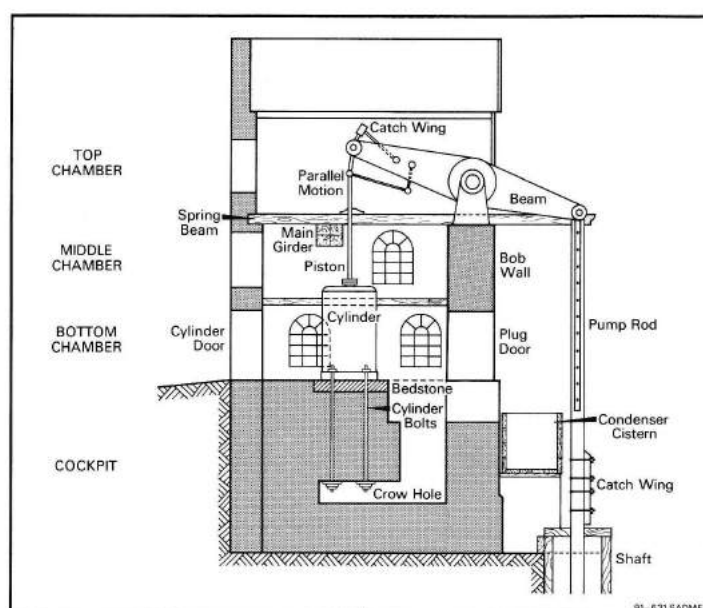 Catch Wing
TOP
CHAMBER
Parallel
Motion
Beam
Spring
Beam
Main
Girder
MIDDLE
CHAMBER
Piston
Bob
Wall
BOTTOM
CHAMBER
Cylinder
Door
Cylinder
Plug
Door
Pump Rod
Bedstone
Cylinder
Bolts
Condenser
Cistern
COCKPIT
Crow Hole
Catch Wing
Shaft